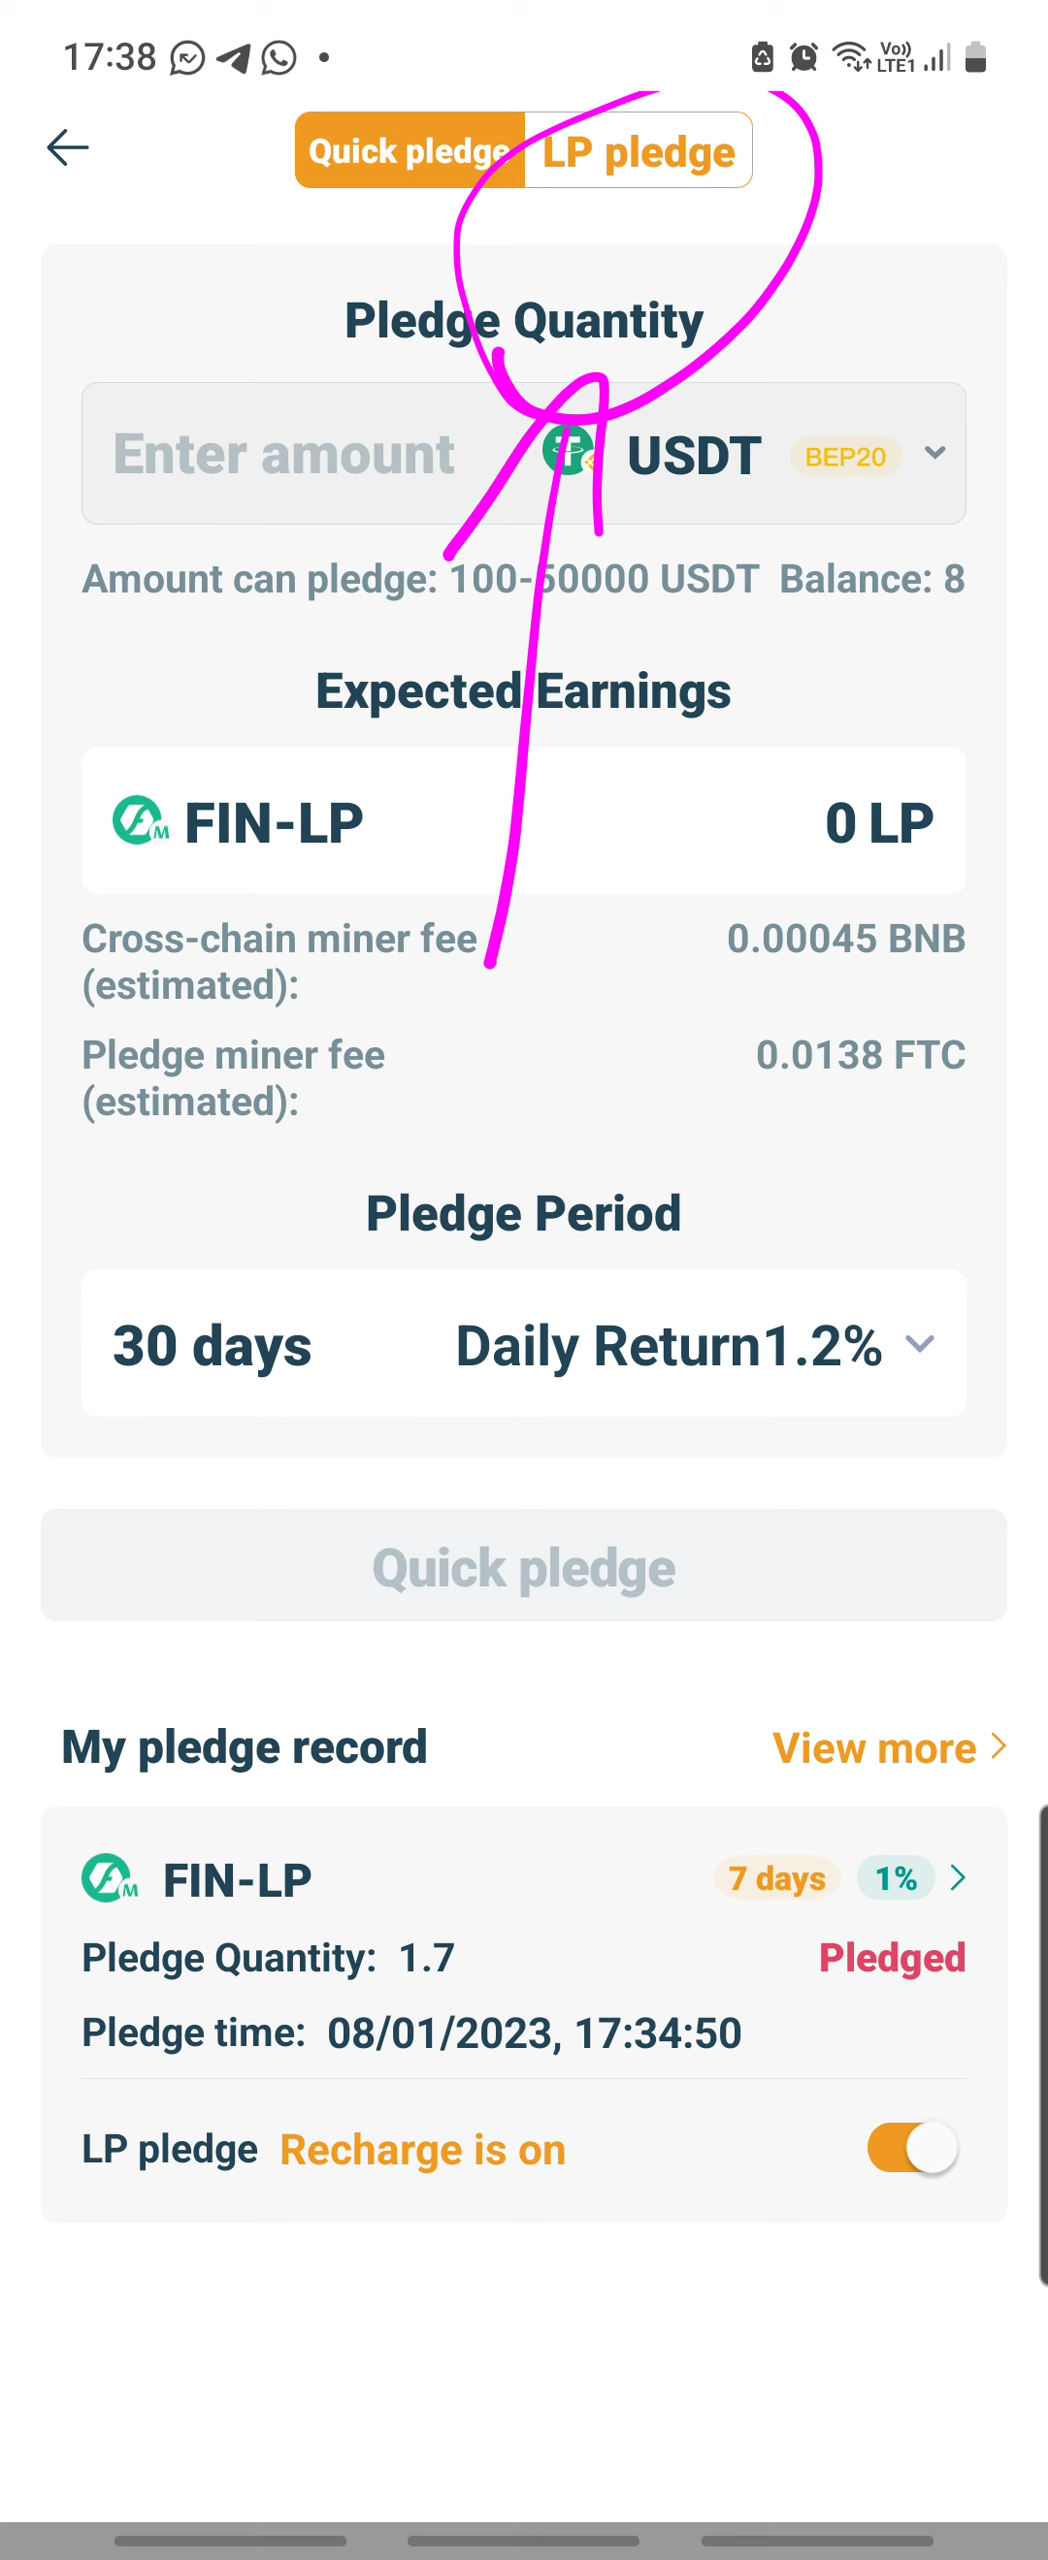 17:38 Vo)) LTE1
Quick pledge LP pledge
Pledge Quantity
Enter amount USDT BEP20
Amount can pledge: 100-50000 USDT Balance: 8
Expected Earnings
FIN-LP 0 LP
Cross-chain miner fee 0.00045 BNB
(estimated):
Pledge miner fee 0.0138 FTC
(estimated):
Pledge Period
30 days Daily Return1.2%
Quick pledge
My pledge record View more
FIN-LP 7 days 1%
Pledge Quantity: 1.7 Pledged
Pledge time: 08/01/2023, 17:34:50
LP pledge Recharge is on